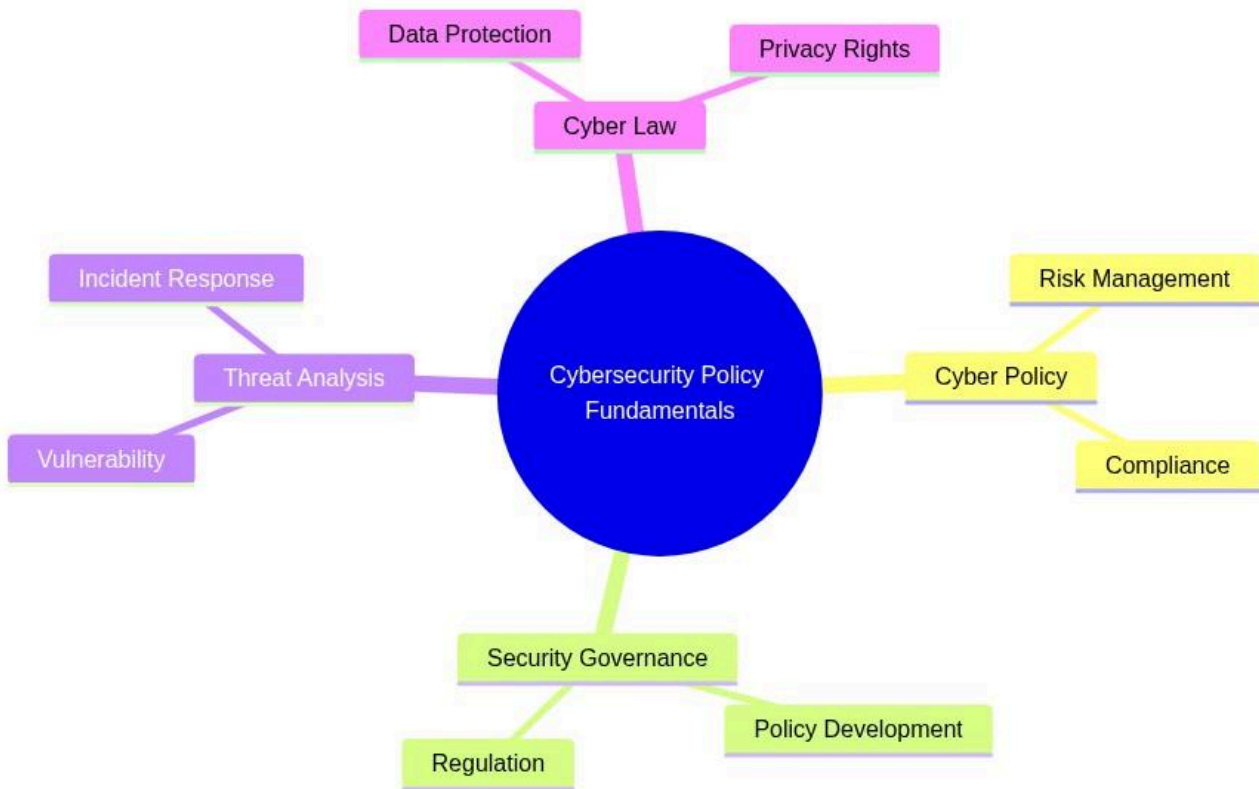 Data Protection
Privacy Rights
Cyber Law
Incident Response
Risk Management
Threat Analysis
Cybersecurity Policy
Fundamentals
Cyber Policy
Vulnerability
Compliance
Security Governance
Policy Development
Regulation